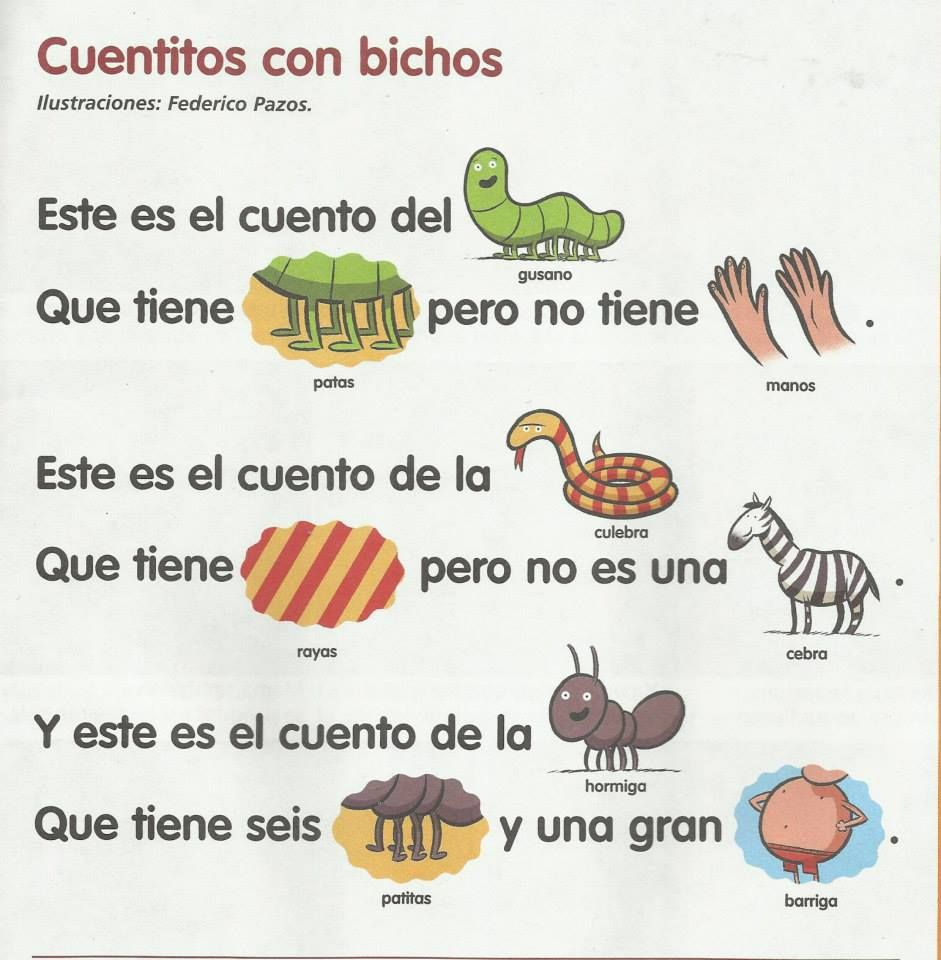 Cuentitos con bichos
Ilustraciones: Federico Pazos.
Este es el cuento del
gusano
Que tiene pero no tiene .
patas manos
Este es el cuento de la
culebra
Que tiene pero no es una .
rayas cebra
Y este es el cuento de la
hormiga
Que tiene seis y una gran .
patitas barriga